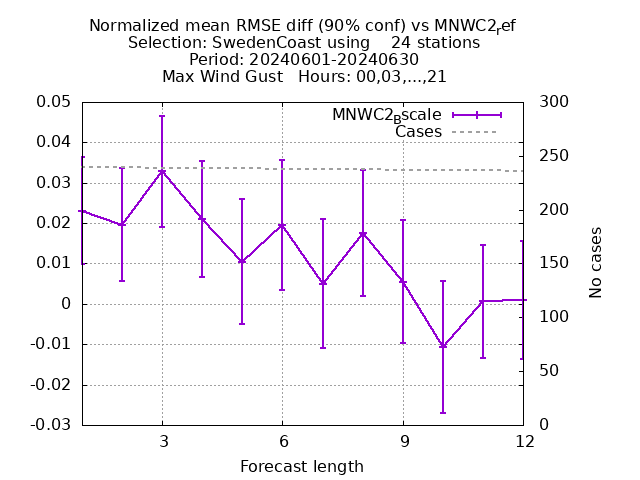 Normalized mean RMSE diff (90% conf) vs MNWC2ref
Selection: SwedenCoast using    24 stations
Period: 20240601-20240630
Max Wind Gust   Hours: 00,03,...,21
MNWC2Bscale
Cases
0.05
0.04
0.03
0.02
0.01
0
-0.01
-0.02
-0.03
300
250
200
150
100
50
0
No cases
3
6
9
12
Forecast length